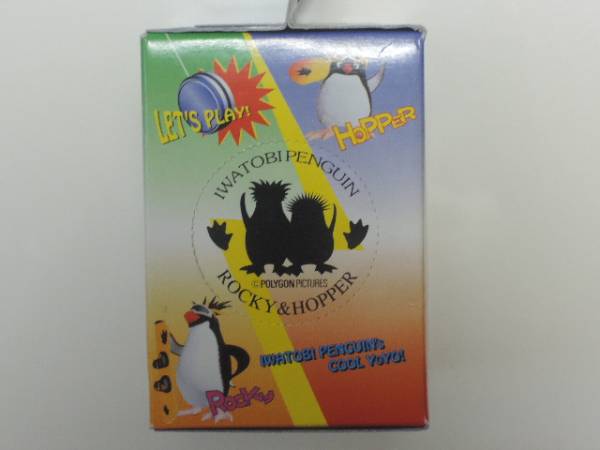 LET'S PLAY!
HOPPER
IWATOBI PENGUIN
© POLYGON PICTURES
ROCKY & HOPPER
IWATOBI PENGUIN's
COOL YoYO!
ROCKY